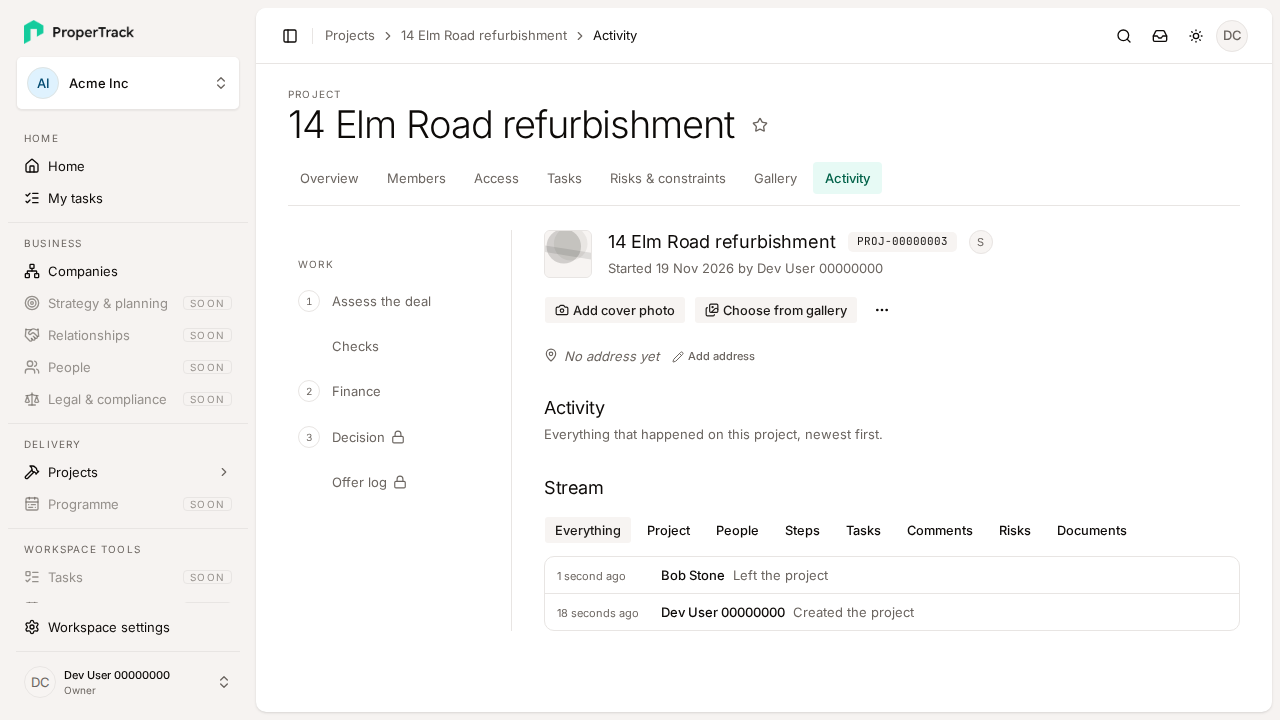 ProperTrack
AI Acme Inc
HOME
Home
My tasks
BUSINESS
Companies
Strategy & planning SOON
Relationships SOON
People SOON
Legal & compliance SOON
DELIVERY
Projects
Programme SOON
WORKSPACE TOOLS
Tasks SOON
Workspace settings
DC Dev User 00000000
Owner
Projects 14 Elm Road refurbishment Activity
DC
PROJECT
14 Elm Road refurbishment
Overview Members Access Tasks Risks & constraints Gallery Activity
WORK
1 Assess the deal
Checks
2 Finance
3 Decision
Offer log
14 Elm Road refurbishment PROJ-00000003 S
Started 19 Nov 2026 by Dev User 00000000
Add cover photo Choose from gallery
No address yet Add address
Activity
Everything that happened on this project, newest first.
Stream
Everything Project People Steps Tasks Comments Risks Documents
1 second ago Bob Stone Left the project
18 seconds ago Dev User 00000000 Created the project